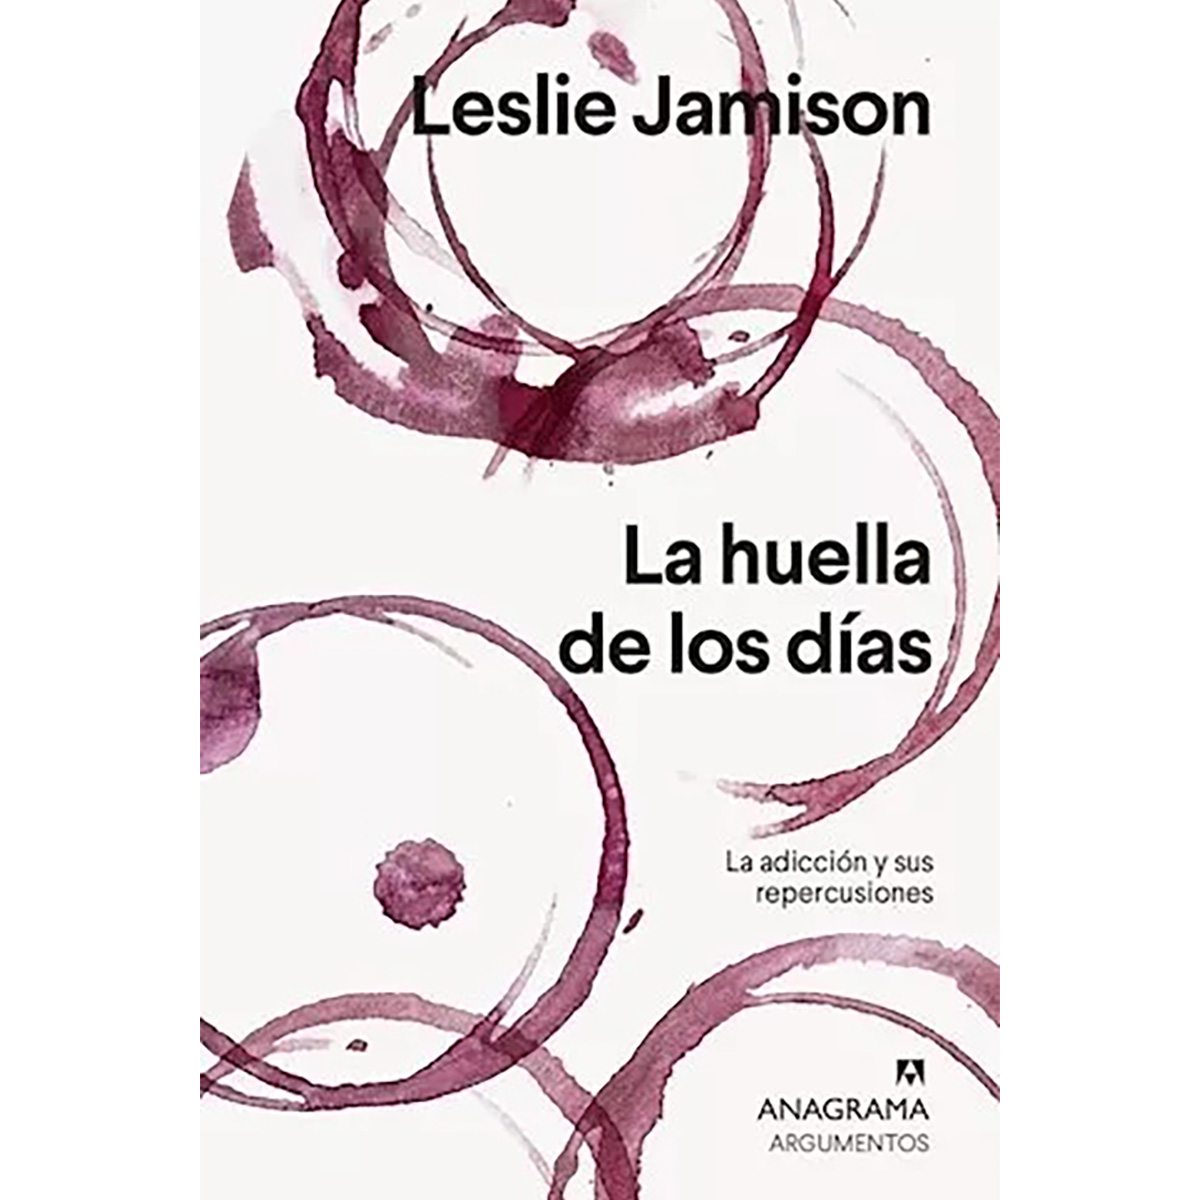 Leslie Jamison
La huella
de los días
La adicción y sus
repercusiones
ANAGRAMA
ARGUMENTOS